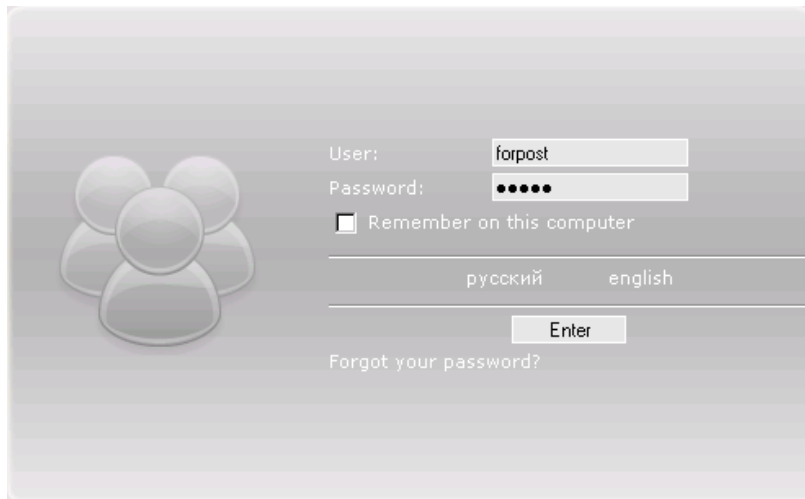 User: forpost
Password: •••••
Remember on this computer
русский english
Enter
Forgot your password?